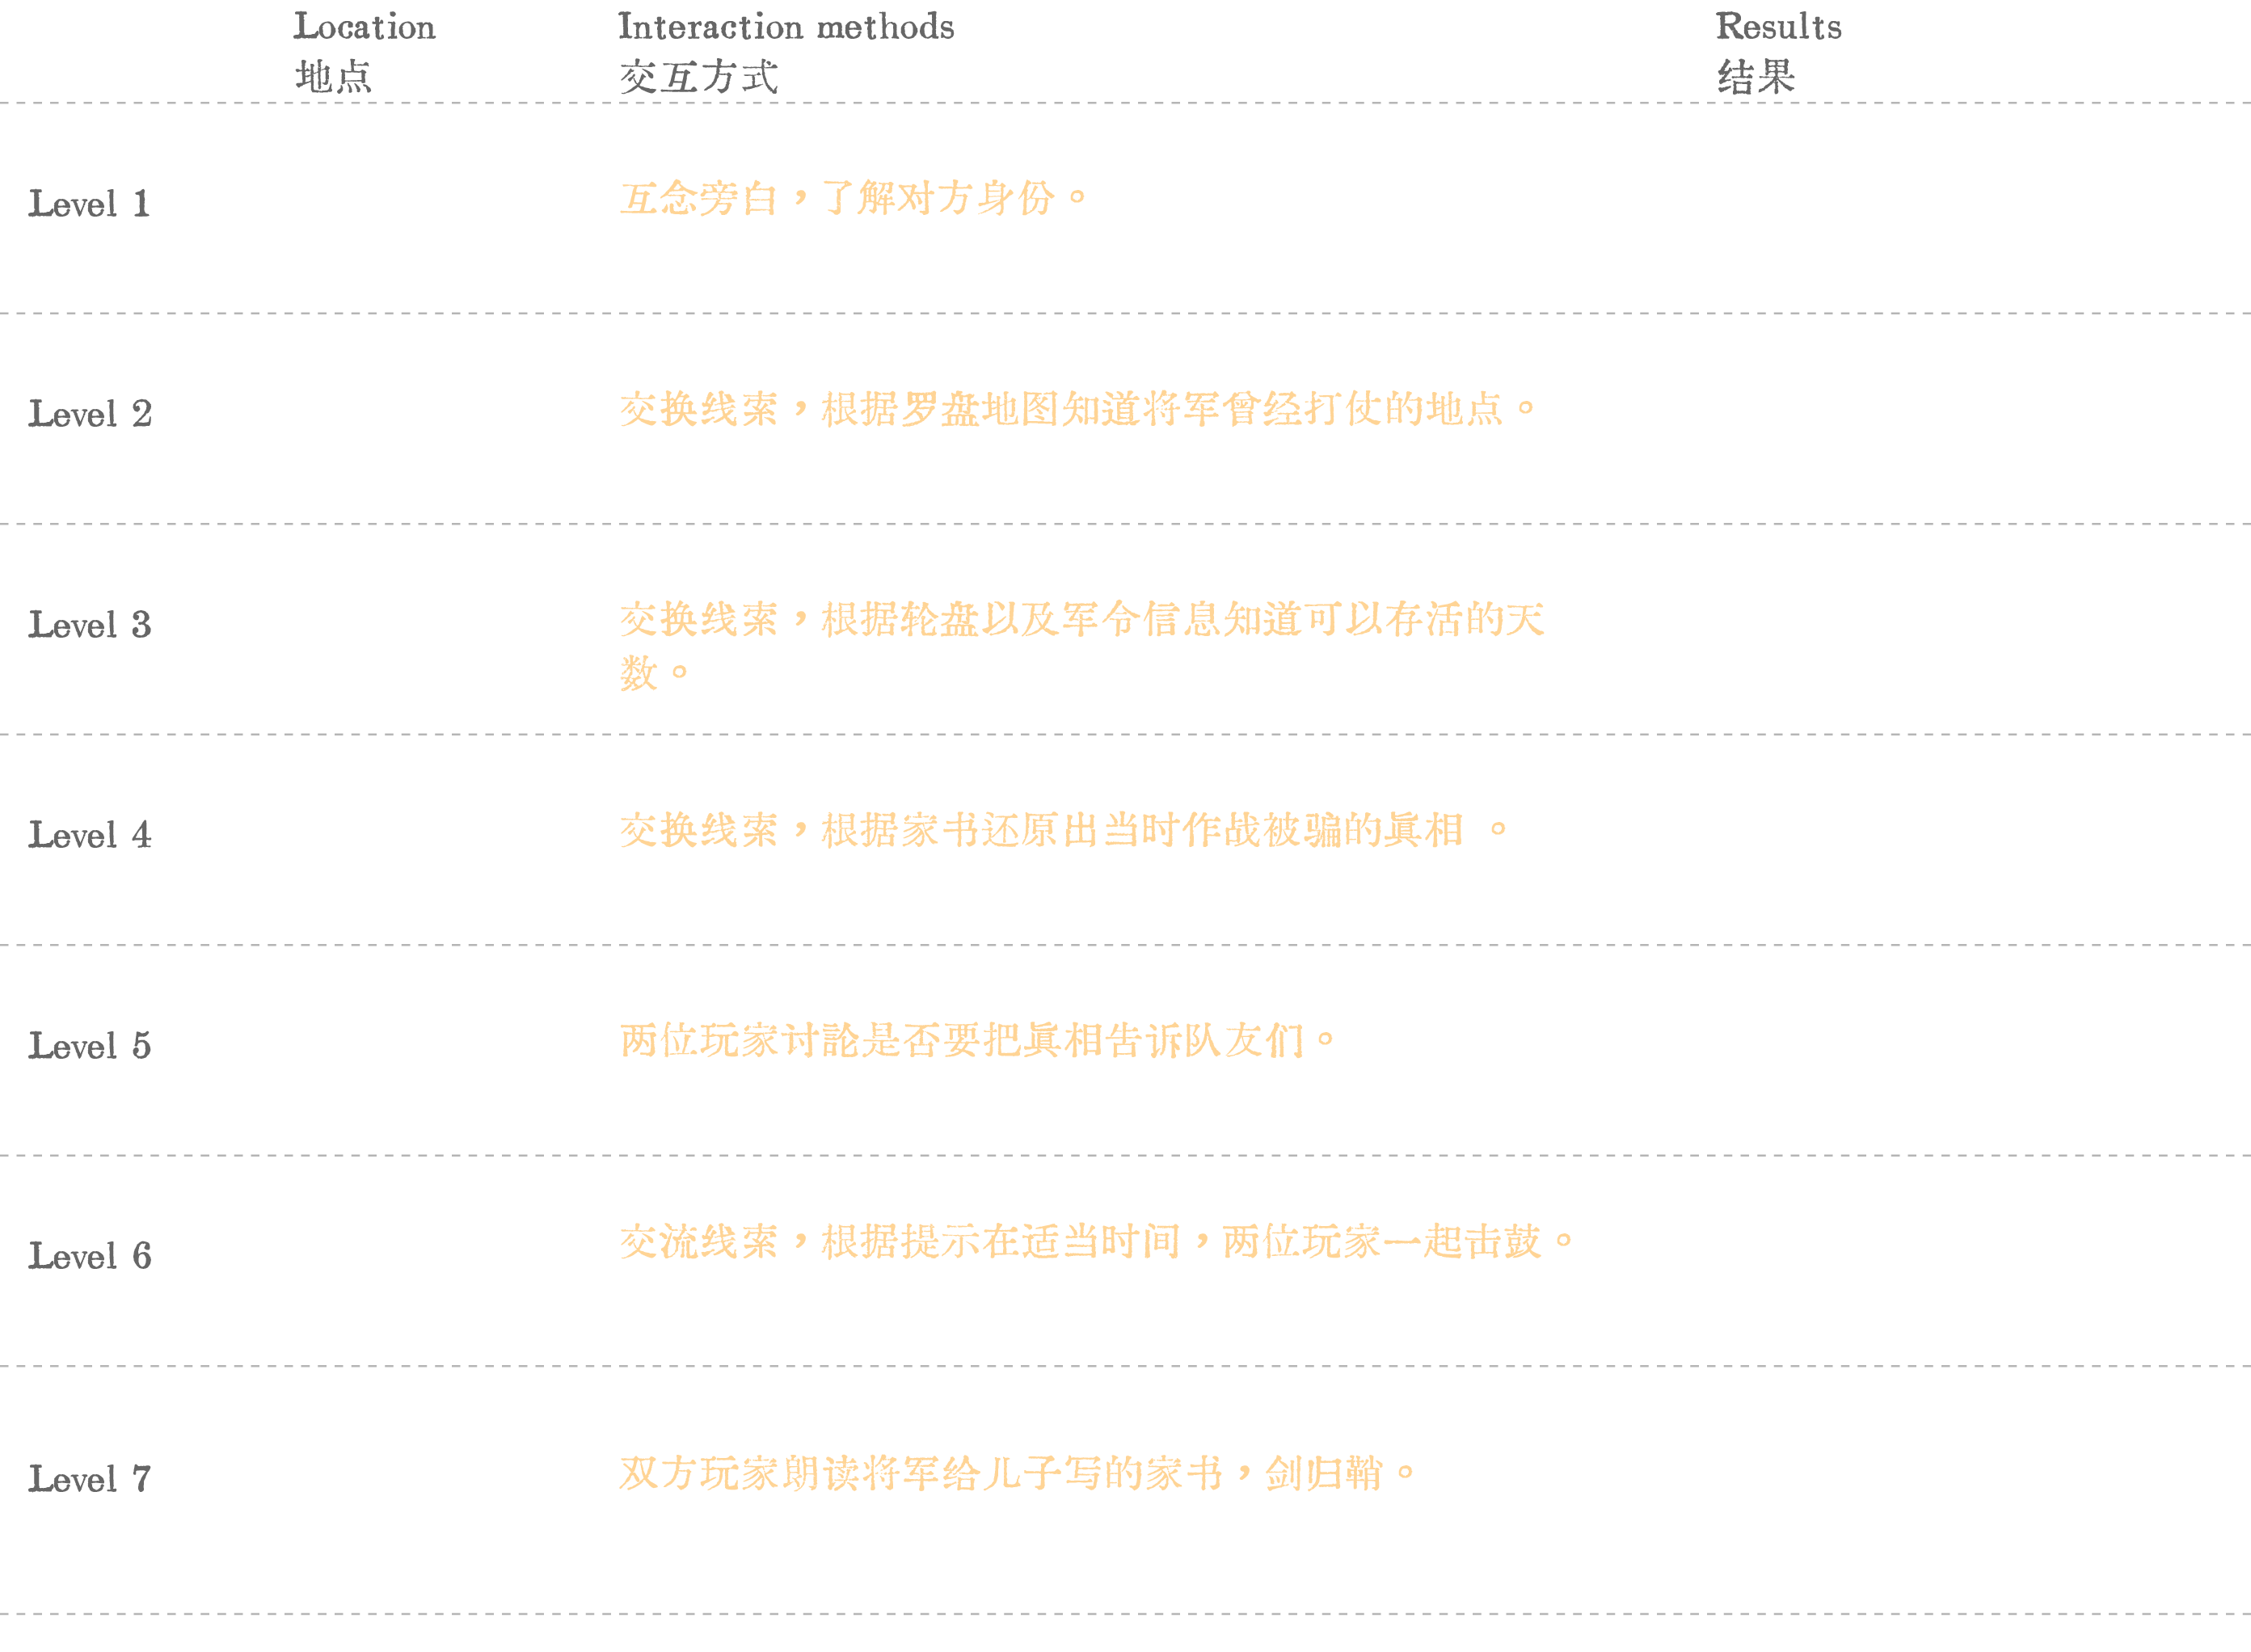 Location Interaction methods Results
地点 交互方式 结果
Level 1 互念旁白，了解对方身份。
Level 2 交换线索，根据罗盘地图知道将军曾经打仗的地点。
Level 3 交换线索，根据轮盘以及军令信息知道可以存活的天
数。
Level 4 交换线索，根据家书还原出当时作战被骗的真相 。
Level 5 两位玩家讨论是否要把真相告诉队友们。
Level 6 交流线索，根据提示在适当时间，两位玩家一起击鼓。
Level 7 双方玩家朗读将军给儿子写的家书，剑归鞘。